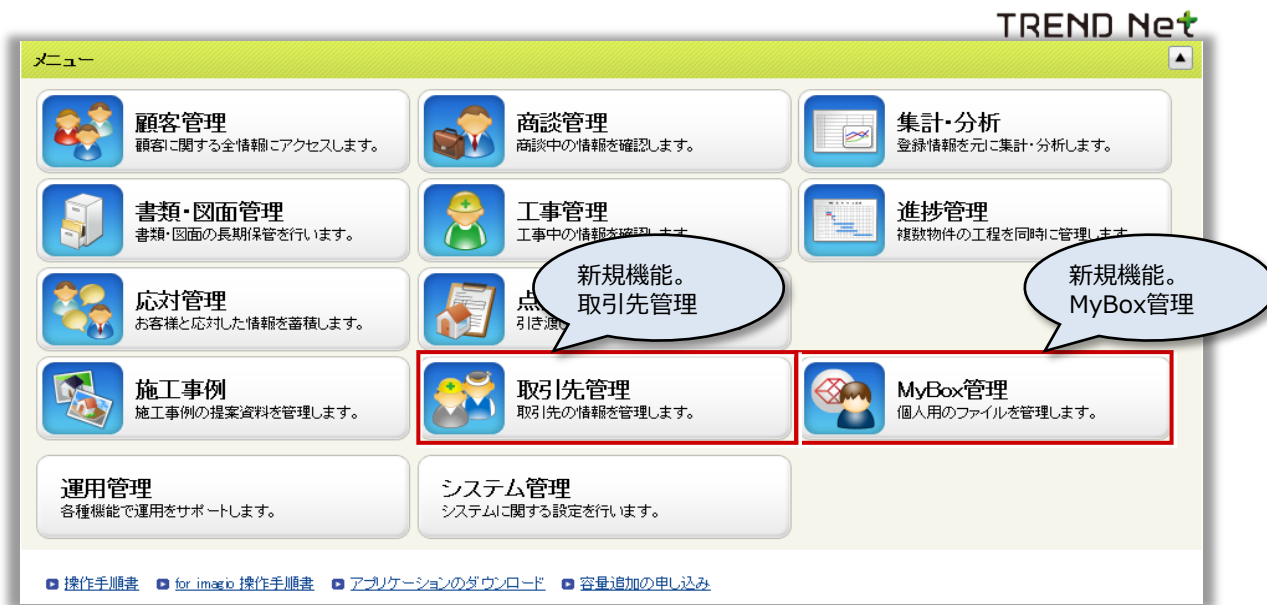 TREND Net
メニュー
顧客管理
顧客に関する全情報にアクセスします。
商談管理
商談中の情報を確認します。
集計・分析
登録情報を元に集計・分析します。
書類・図面管理
書類・図面の長期保管を行います。
工事管理
工事中の情報を確認します
進捗管理
複数物件の工程を同時に管理します
応対管理
お客様と応対した情報を蓄積します。
点
引き渡
新規機能。
取引先管理
新規機能。
MyBox管理
施工事例
施工事例の提案資料を管理します。
取引先管理
取引先の情報を管理します。
MyBox管理
個人用のファイルを管理します。
運用管理
各種機能で運用をサポートします。
システム管理
システムに関する設定を行います。
操作手順書 for imagio 操作手順書 アプリケーションのダウンロード 容量追加の申し込み